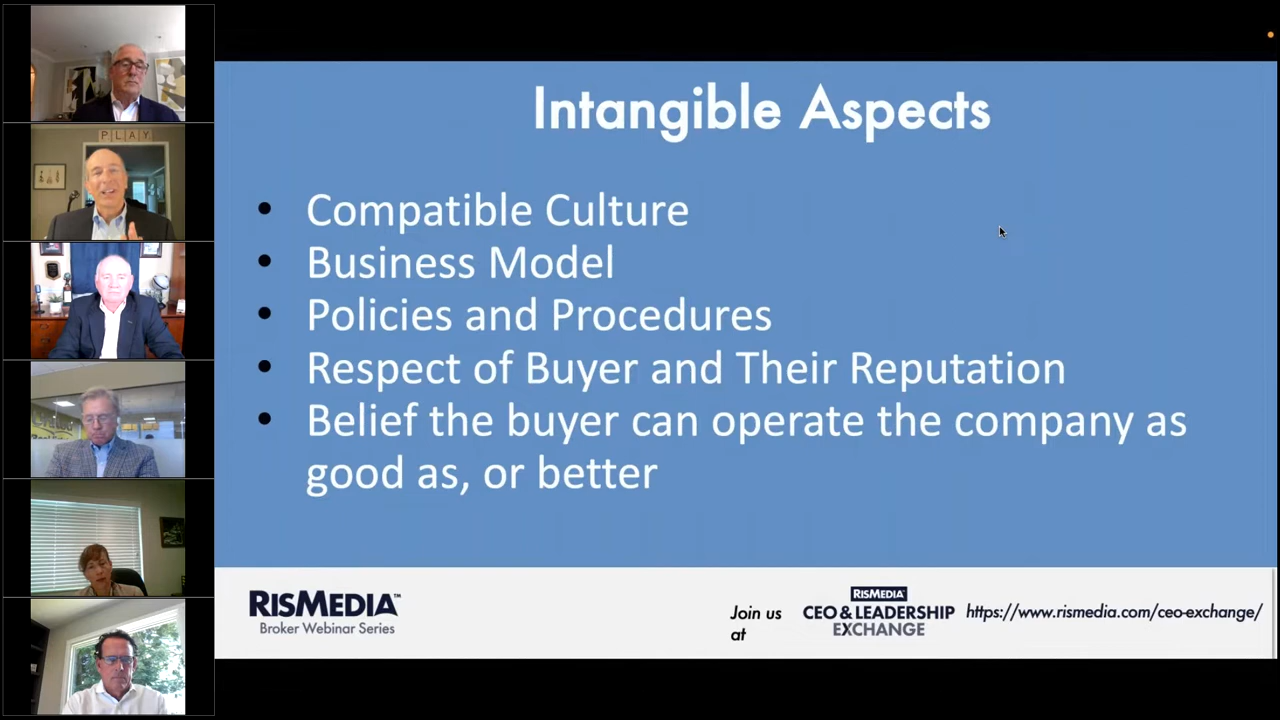 PLAY
Intangible Aspects
• Compatible Culture
• Business Model
• Policies and Procedures
• Respect of Buyer and Their Reputation
• Belief the buyer can operate the company as
good as, or better
RISMEDIA™
Broker Webinar Series
Join us
at
RISMEDIA
CEO & LEADERSHIP
EXCHANGE
https://www.rismedia.com/ceo-exchange/